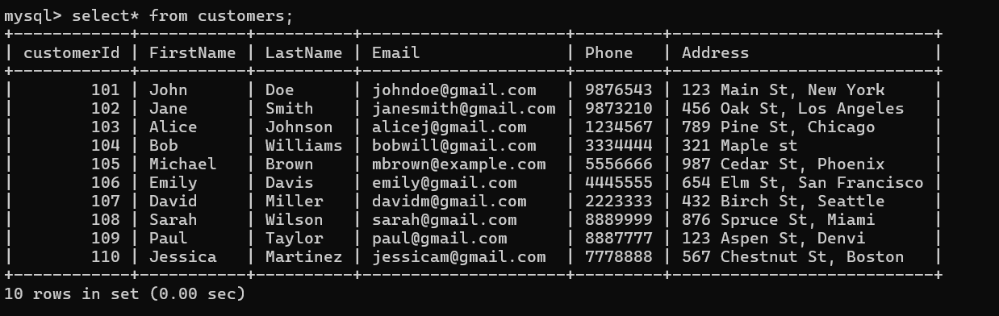 mysql> select* from customers;
+------------+-----------+----------+---------------------+---------+--------------------------+
| customerId | FirstName | LastName | Email               | Phone   | Address                  |
+------------+-----------+----------+---------------------+---------+--------------------------+
|        101 | John      | Doe      | johndoe@gmail.com   | 9876543 | 123 Main St, New York    |
|        102 | Jane      | Smith    | janesmith@gmail.com | 9873210 | 456 Oak St, Los Angeles  |
|        103 | Alice     | Johnson  | alicej@gmail.com    | 1234567 | 789 Pine St, Chicago     |
|        104 | Bob       | Williams | bobwill@gmail.com   | 3334444 | 321 Maple st             |
|        105 | Michael   | Brown    | mbrown@example.com  | 5556666 | 987 Cedar St, Phoenix    |
|        106 | Emily     | Davis    | emily@gmail.com     | 4445555 | 654 Elm St, San Francisco |
|        107 | David     | Miller   | davidm@gmail.com    | 2223333 | 432 Birch St, Seattle    |
|        108 | Sarah     | Wilson   | sarah@gmail.com     | 8889999 | 876 Spruce St, Miami     |
|        109 | Paul      | Taylor   | paul@gmail.com      | 8887777 | 123 Aspen St, Denvi      |
|        110 | Jessica   | Martinez | jessicam@gmail.com  | 7778888 | 567 Chestnut St, Boston  |
+------------+-----------+----------+---------------------+---------+--------------------------+
10 rows in set (0.00 sec)